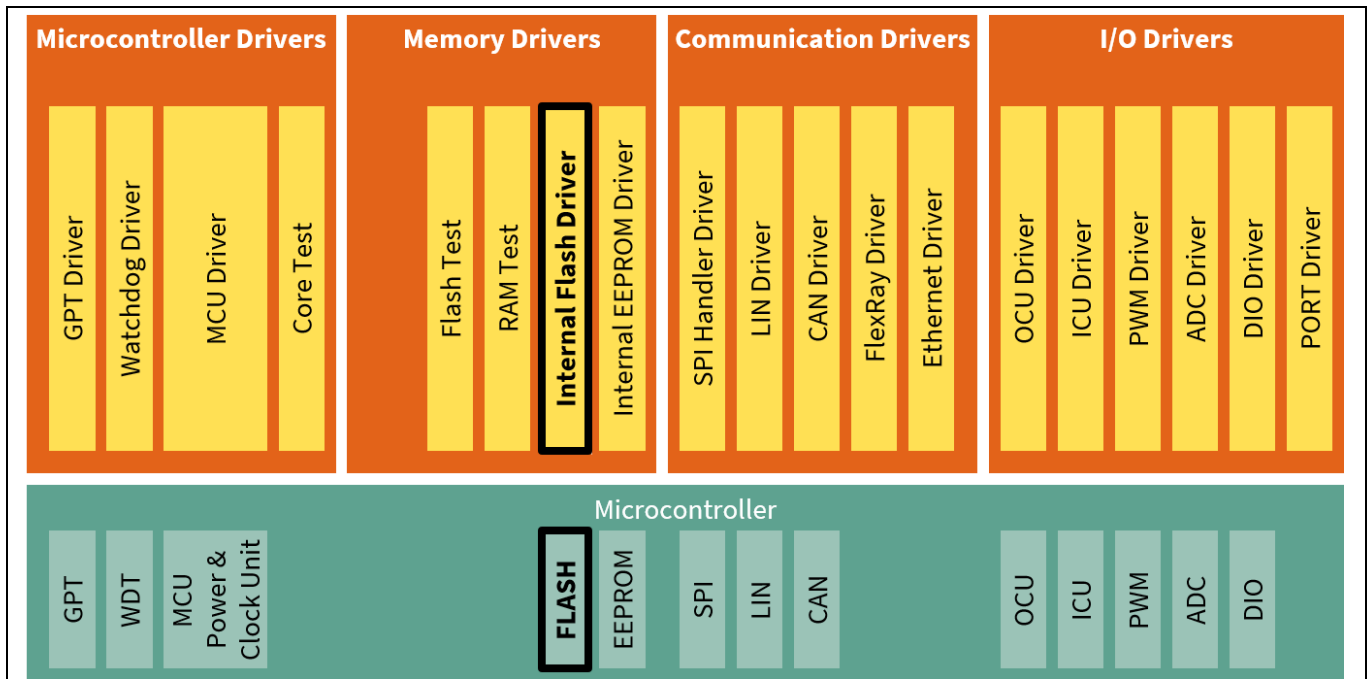 Microcontroller Drivers
Memory Drivers
Communication Drivers
I/O Drivers
GPT Driver
Watchdog Driver
MCU Driver
Core Test
Flash Test
RAM Test
Internal Flash Driver
Internal EEPROM Driver
SPI Handler Driver
LIN Driver
CAN Driver
FlexRay Driver
Ethernet Driver
OCU Driver
ICU Driver
PWM Driver
ADC Driver
DIO Driver
PORT Driver
Microcontroller
GPT
WDT
MCU
Power &
Clock Unit
FLASH
EEPROM
SPI
LIN
CAN
OCU
ICU
PWM
ADC
DIO